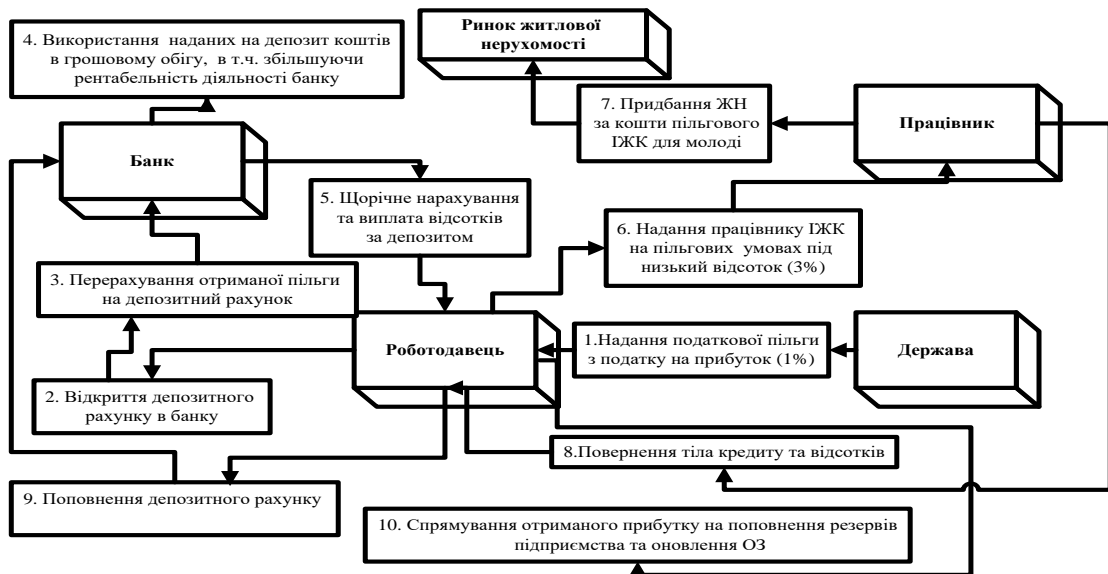 4. Використання наданих на депозит коштів
в грошовому обігу, в т.ч. збільшуючи
рентабельність діяльності банку
Ринок житлової
нерухомості
7. Придбання ЖН
за кошти пільгового
ІЖК для молоді
Працівник
Банк
5. Щорічне нарахування
та виплата відсотків
за депозитом
6. Надання працівнику ІЖК
на пільгових умовах під
низький відсоток (3%)
3. Перерахування отриманої пільги
на депозитний рахунок
Роботодавець
1.Надання податкової пільги
з податку на прибуток (1%)
Держава
2. Відкриття депозитного
рахунку в банку
8.Повернення тіла кредиту та відсотків
9. Поповнення депозитного рахунку
10. Спрямування отриманого прибутку на поповнення резервів
підприємства та оновлення ОЗ